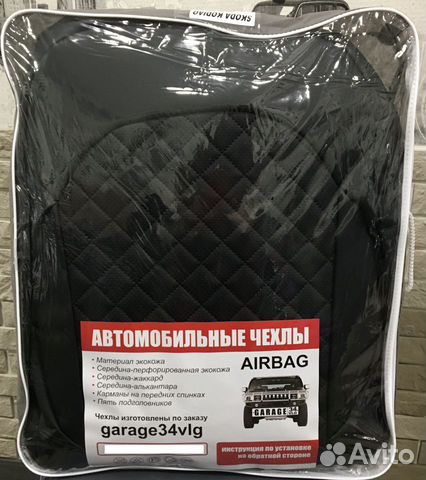 SKODA KODIAQ
АВТОМОБИЛЬНЫЕ ЧЕХЛЫ
• Материал экокожа
• Середина-перфорированная экокожа
• Середина-жаккард
• Середина-алькантара
• Карманы на передних спинках
• Пять подголовников
AIRBAG
GARAGE
Чехлы изготовлены по заказу
garage34vlg
инструкция по установке
на обратной стороне
Avito